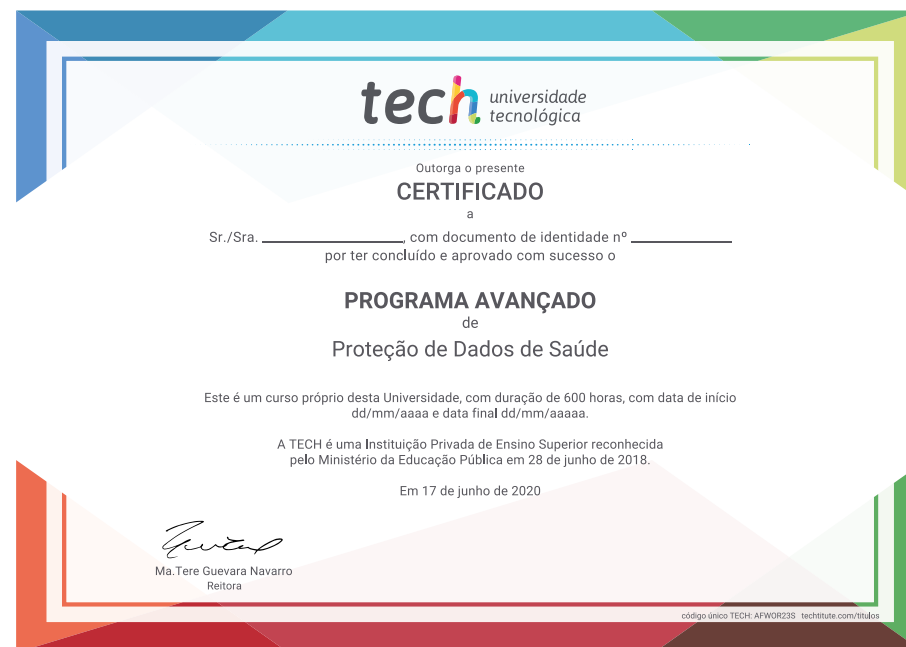 tech universidade
tecnológica
Outorga o presente
CERTIFICADO
a
Sr./Sra. ____________________, com documento de identidade nº ______________
por ter concluído e aprovado com sucesso o
PROGRAMA AVANÇADO
de
Proteção de Dados de Saúde
Este é um curso próprio desta Universidade, com duração de 600 horas, com data de início
dd/mm/aaaa e data final dd/mm/aaaaa.
A TECH é uma Instituição Privada de Ensino Superior reconhecida
pelo Ministério da Educação Pública em 28 de junho de 2018.
Em 17 de junho de 2020
Ma.Tere Guevara Navarro
Reitora
código único TECH: AFWOR23S techtitute.com/titulos